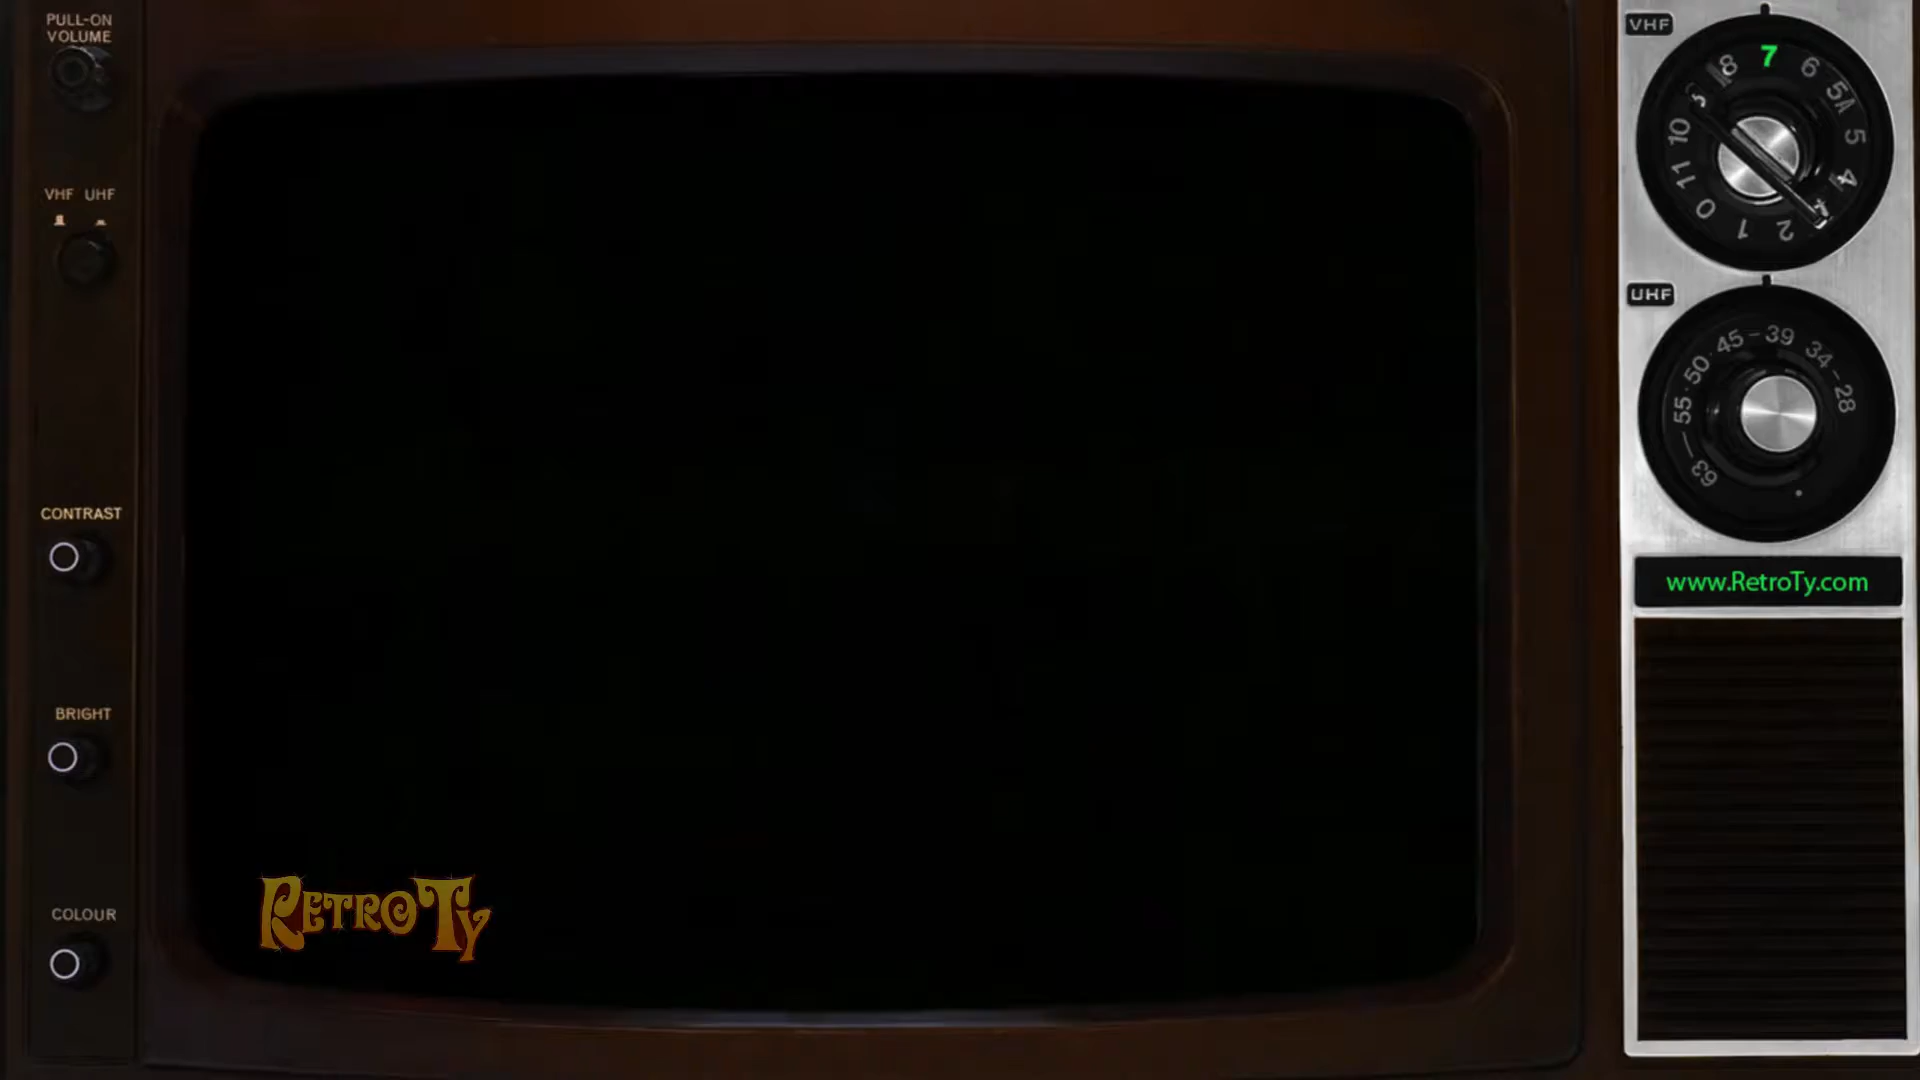 PULL-ON
VOLUME
VHF UHF
CONTRAST
BRIGHT
COLOUR
RETROTY
VHF
7
6
5A
5
4
2
1
0
11
10
8
UHF
63
55
50
45
39
34
28
www.RetroTy.com